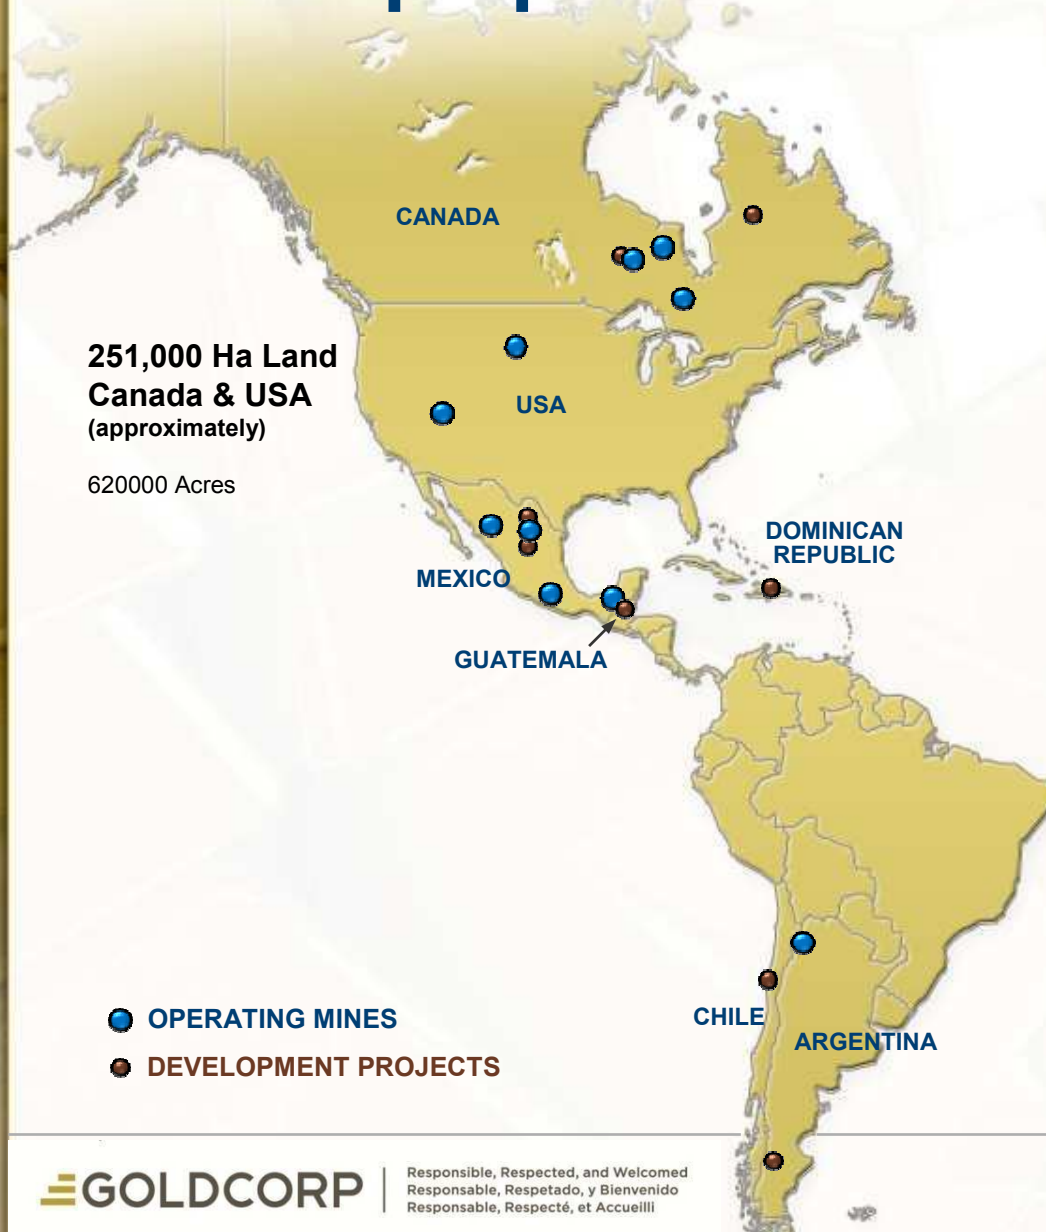 CANADA
251,000 Ha Land
Canada & USA
(approximately)
USA
620000 Acres
DOMINICAN
REPUBLIC
MEXICO
GUATEMALA
OPERATING MINES
CHILE
ARGENTINA
DEVELOPMENT PROJECTS
GOLDCORP
Responsible, Respected, and Welcomed
Responsable, Respetado, y Bienvenido
Responsable, Respecté, et Accueilli